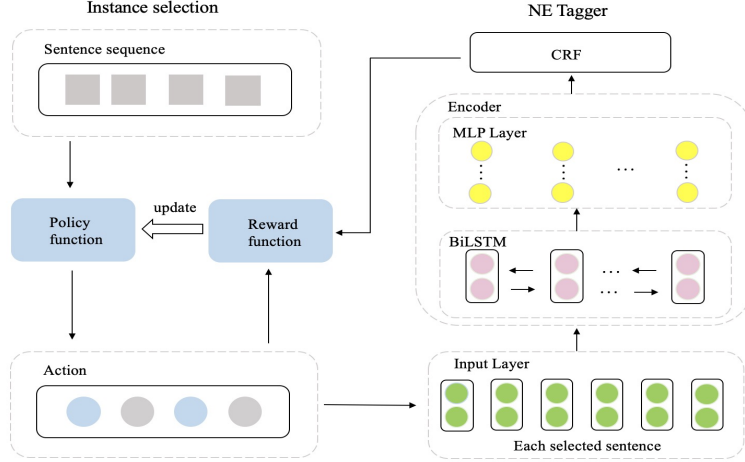 Instance selection
NE Tagger
Sentence sequence
CRF
Encoder
MLP Layer
...
Policy
function
update
Reward
function
BiLSTM
...
...
Action
Input Layer
Each selected sentence